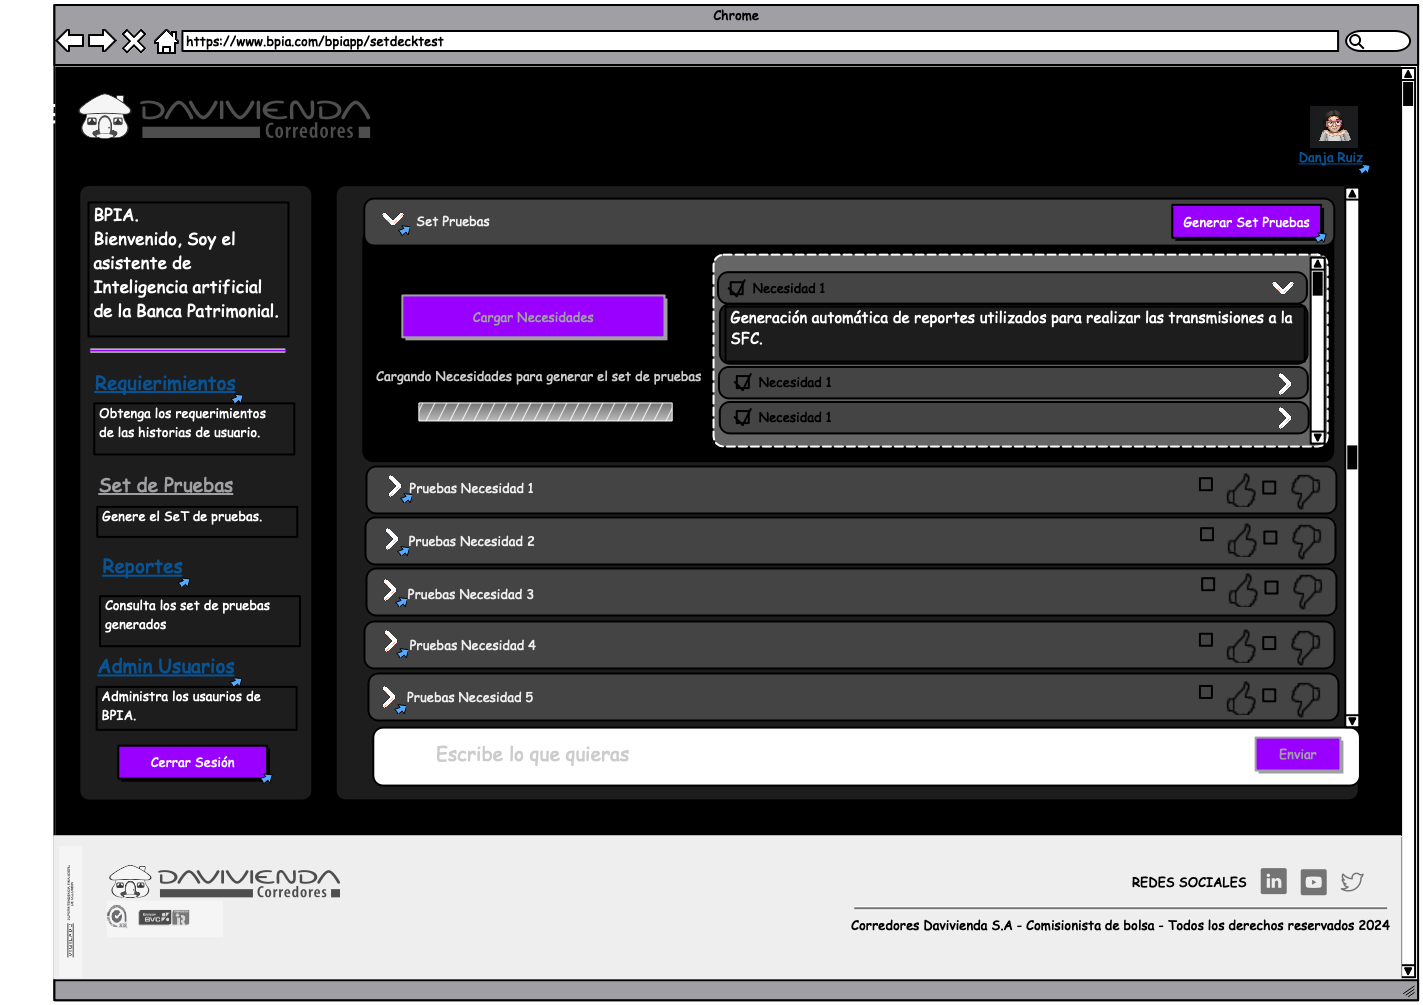 Chrome
https://www.bpia.com/bpiapp/setdecktest
DAVIVIENDA
Corredores
Danja Ruiz
BPIA.
Bienvenido, Soy el
asistente de
Inteligencia artificial
de la Banca Patrimonial.
Requierimientos
Obtenga los requerimientos
de las historias de usuario.
Set de Pruebas
Genere el SeT de pruebas.
Reportes
Consulta los set de pruebas
generados
Admin Usuarios
Administra los usaurios de
BPIA.
Cerrar Sesión
Set Pruebas
Generar Set Pruebas
Cargar Necesidades
Cargando Necesidades para generar el set de pruebas
Necesidad 1
Generación automática de reportes utilizados para realizar las transmisiones a la
SFC.
Necesidad 1
Necesidad 1
Pruebas Necesidad 1
Pruebas Necesidad 2
Pruebas Necesidad 3
Pruebas Necesidad 4
Pruebas Necesidad 5
Escribe lo que quieras
Enviar
DAVIVIENDA
Corredores
BVC
IR
REDES SOCIALES
in
Corredores Davivienda S.A - Comisionista de bolsa - Todos los derechos reservados 2024